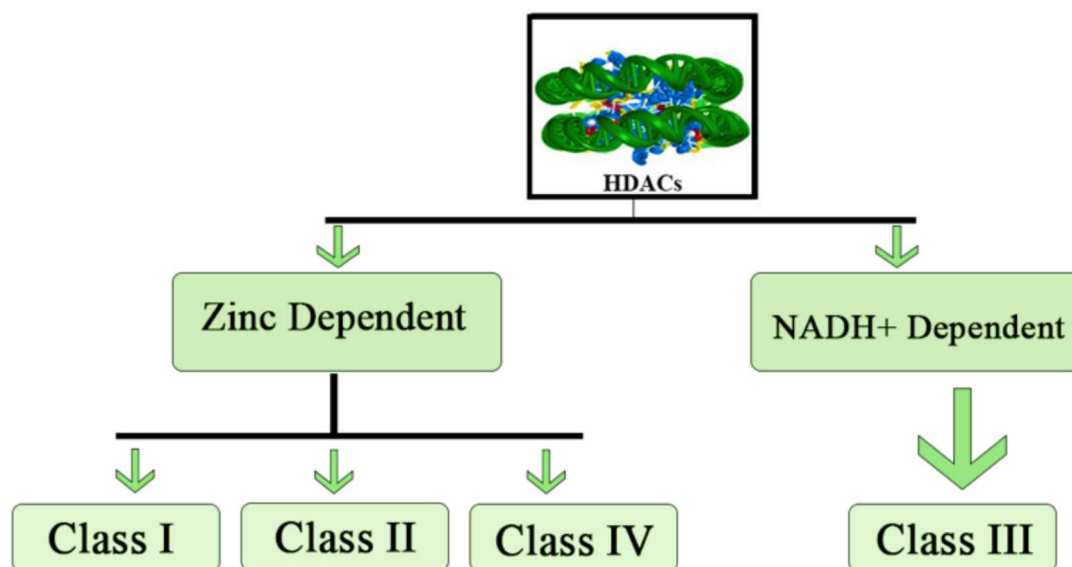 HDACs
Zinc Dependent
NADH+ Dependent
Class I
Class II
Class IV
Class III